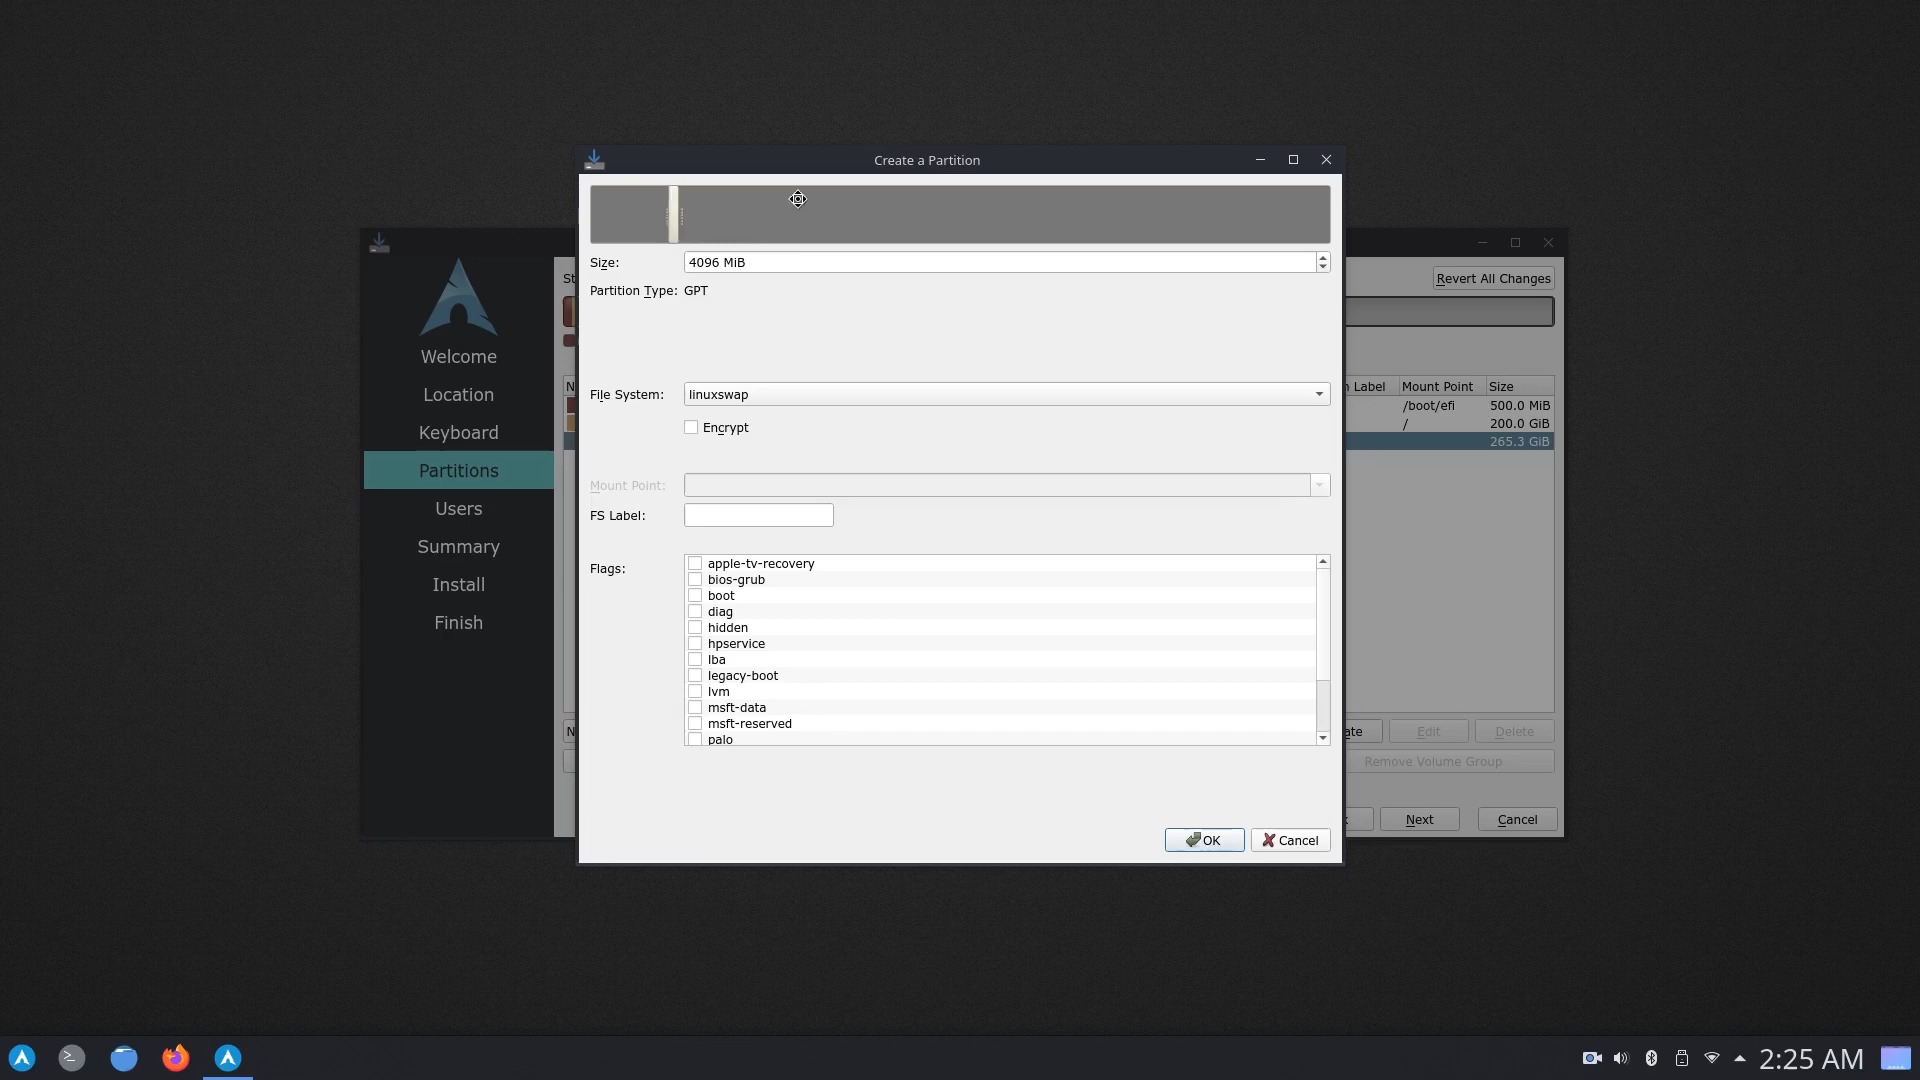 Create a Partition
Size:
4096 MiB
Partition Type: GPT
File System:
linuxswap
Encrypt
Mount Point:
FS Label:
Flags:
apple-tv-recovery
bios-grub
boot
diag
hidden
hpservice
lba
legacy-boot
lvm
msft-data
msft-reserved
palo
OK
Cancel
Welcome
Location
Keyboard
Partitions
Users
Summary
Install
Finish
Revert All Changes
Label Mount Point Size
/boot/efi 500.0 MiB
/ 200.0 GiB
265.3 GiB
Edit
Delete
Remove Volume Group
Next
Cancel
2:25 AM